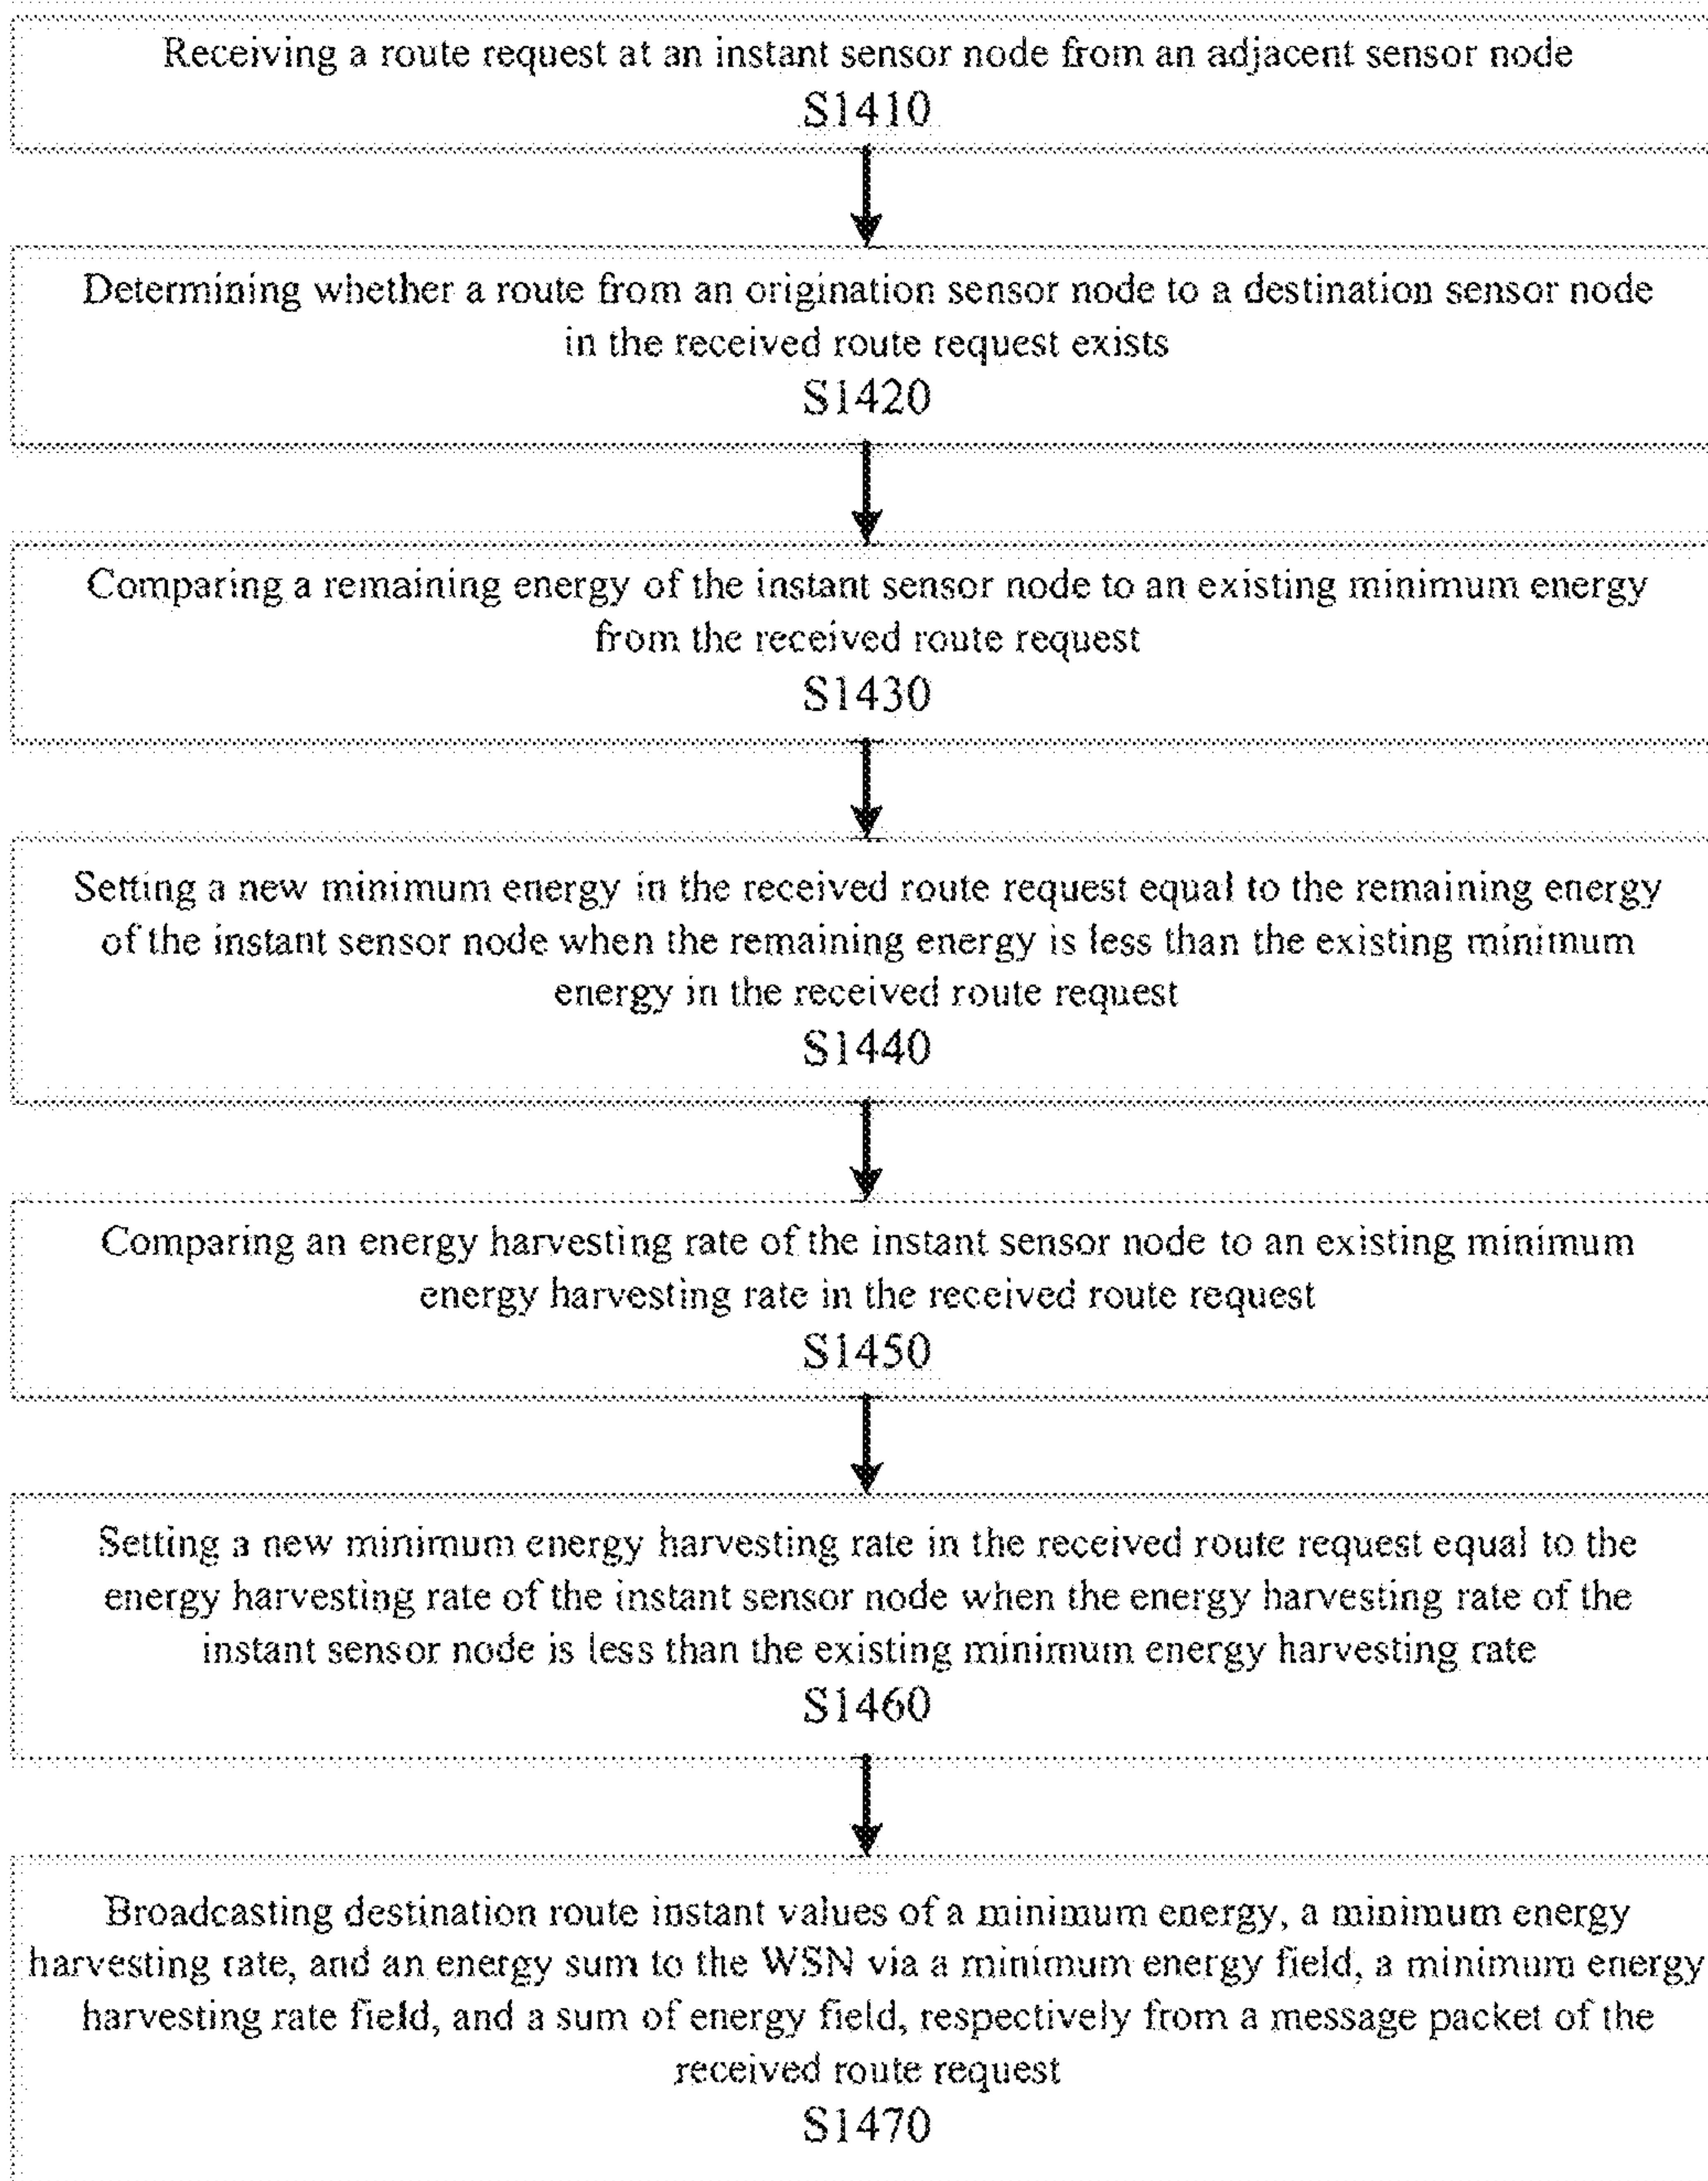 Receiving a route request at an instant sensor node from an adjacent sensor node
S1410
Determining whether a route from an origination sensor node to a destination sensor node
in the received route request exists
S1420
Comparing a remaining energy of the instant sensor node to an existing minimum energy
from the received route request
S1430
Setting a new minimum energy in the received route request equal to the remaining energy
of the instant sensor node when the remaining energy is less than the existing minimum
energy in the received route request
S1440
Comparing an energy harvesting rate of the instant sensor node to an existing minimum
energy harvesting rate in the received route request
S1450
Setting a new minimum energy harvesting rate in the received route request equal to the
energy harvesting rate of the instant sensor node when the energy harvesting rate of the
instant sensor node is less than the existing minimum energy harvesting rate
S1460
Broadcasting destination route instant values of a minimum energy, a minimum energy
harvesting rate, and an energy sum to the WSN via a minimum energy field, a minimum energy
harvesting rate field, and a sum of energy field, respectively from a message packet of the
received route request
S1470